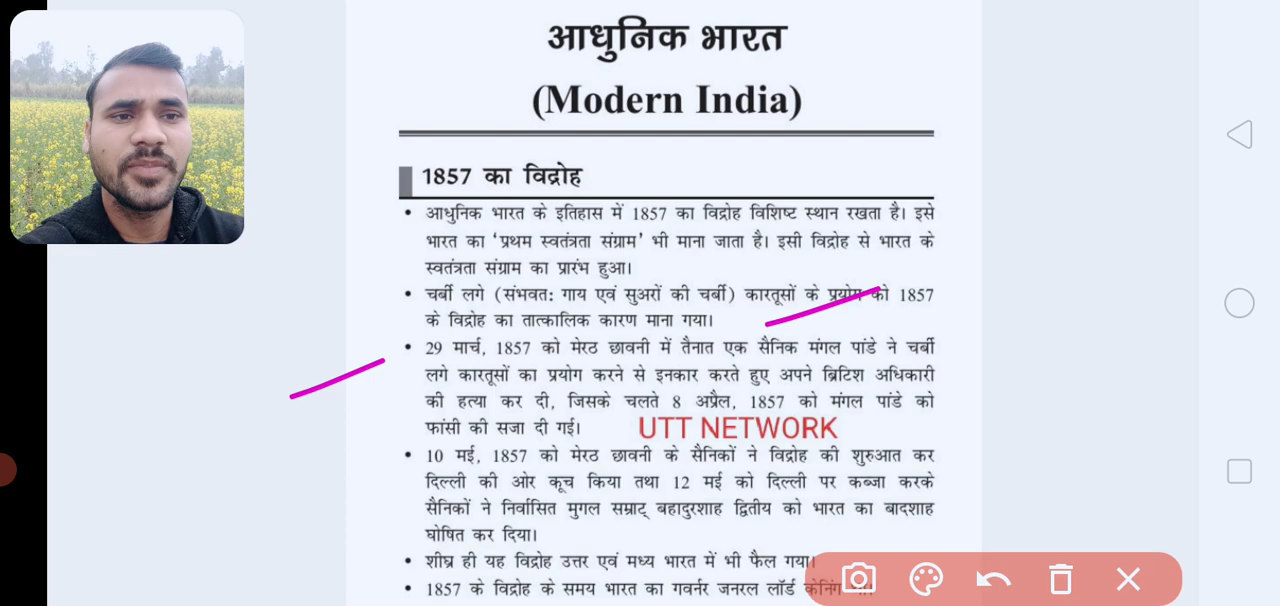 आधुनिक भारत
(Modern India)
1857 का विद्रोह
• आधुनिक भारत के इतिहास में 1857 का विद्रोह विशिष्ट स्थान रखता है। इसे
भारत का ‘प्रथम स्वतंत्रता संग्राम’ भी माना जाता है। इसी विद्रोह से भारत के
स्वतंत्रता संग्राम का प्रारंभ हुआ।
• चर्बी लगे (संभवत: गाय एवं सुअरों की चर्बी) कारतूसों के प्रयोग को 1857
के विद्रोह का तात्कालिक कारण माना गया।
• 29 मार्च, 1857 को मेरठ छावनी में तैनात एक सैनिक मंगल पांडे ने चर्बी
लगे कारतूसों का प्रयोग करने से इनकार करते हुए अपने ब्रिटिश अधिकारी
की हत्या कर दी, जिसके चलते 8 अप्रैल, 1857 को मंगल पांडे को
फांसी की सजा दी गई।
UTT NETWORK
• 10 मई, 1857 को मेरठ छावनी के सैनिकों ने विद्रोह की शुरुआत कर
दिल्ली की ओर कूच किया तथा 12 मई को दिल्ली पर कब्जा करके
सैनिकों ने निर्वासित मुगल सम्राट् बहादुरशाह द्वितीय को भारत का बादशाह
घोषित कर दिया।
• शीघ्र ही यह विद्रोह उत्तर एवं मध्य भारत में भी फैल गया।
• 1857 के विद्रोह के समय भारत का गवर्नर जनरल लॉर्ड केनिंग था।